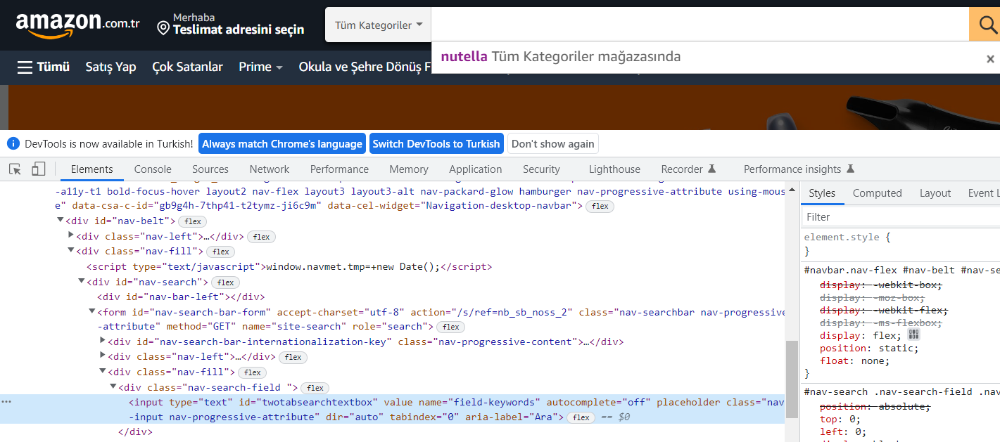 amazon.com.tr
Merhaba
Teslimat adresini seçin
Tüm Kategoriler
nutella Tüm Kategoriler mağazasında
×
Tümü Satış Yap Çok Satanlar Prime Okula ve Şehre Dönüş F
DevTools is now available in Turkish! Always match Chrome's language Switch DevTools to Turkish Don't show again
Elements Console Sources Network Performance Memory Application Security Lighthouse Recorder Performance insights
-a11y-t1 bold-focus-hover layout2 nav-flex layout3 layout3-alt nav-packard-glow hamburger nav-progressive-attribute using-mous
e" data-csa-c-id="gb9g4h-7thp41-t2tymz-ji6c9m" data-cel-widget="Navigation-desktop-navbar"> flex
<div id="nav-belt"> flex
<div class="nav-left">…</div> flex
<div class="nav-fill"> flex
<script type="text/javascript">window.navmet.tmp=+new Date();</script>
<div id="nav-search"> flex
<div id="nav-bar-left"></div>
<form id="nav-search-bar-form" accept-charset="utf-8" action="/s/ref=nb_sb_noss_2" class="nav-searchbar nav-progressive
-attribute" method="GET" name="site-search" role="search"> flex
<div id="nav-search-bar-internationalization-key" class="nav-progressive-content">…</div>
<div class="nav-left">…</div> flex
<div class="nav-fill"> flex
<div class="nav-search-field "> flex
<input type="text" id="twotabsearchtextbox" value name="field-keywords" autocomplete="off" placeholder class="nav
-input nav-progressive-attribute" dir="auto" tabindex="0" aria-label="Ara"> flex == $0
</div>
Styles Computed Layout Event L
Filter
element.style {
}
#navbar.nav-flex #nav-belt #nav-se
display: -webkit-box;
display: -moz-box;
display: -webkit-flex;
display: -ms-flexbox;
display: flex;
position: static;
float: none;
}
#nav-search .nav-search-field .nav
position: absolute;
top: 0;
left: 0;